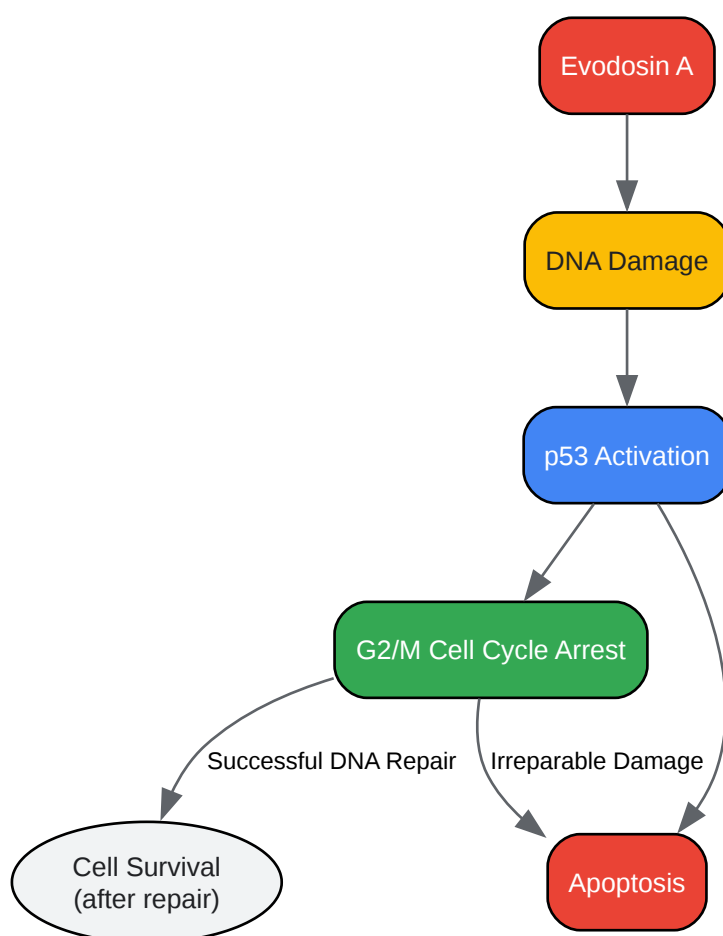 Evodosin A
DNA Damage
p53 Activation
G2/M Cell Cycle Arrest
Successful DNA Repair
Irreparable Damage
Cell Survival
(after repair)
Apoptosis